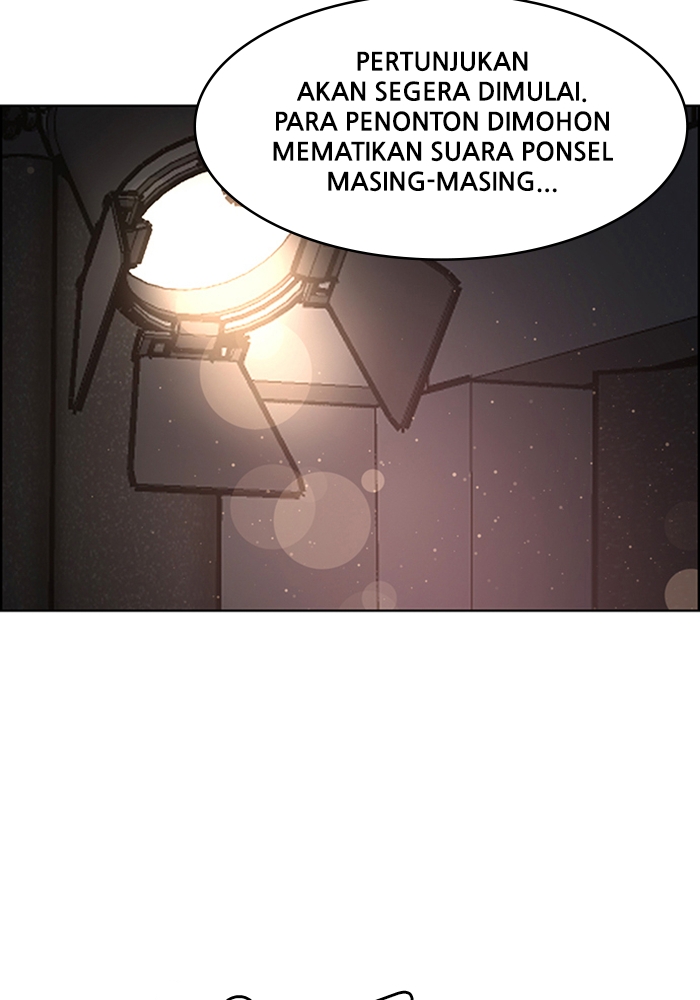 PERTUNJUKAN
AKAN SEGERA DIMULAI.
PARA PENONTON DIMOHON
MEMATIKAN SUARA PONSEL
MASING-MASING...